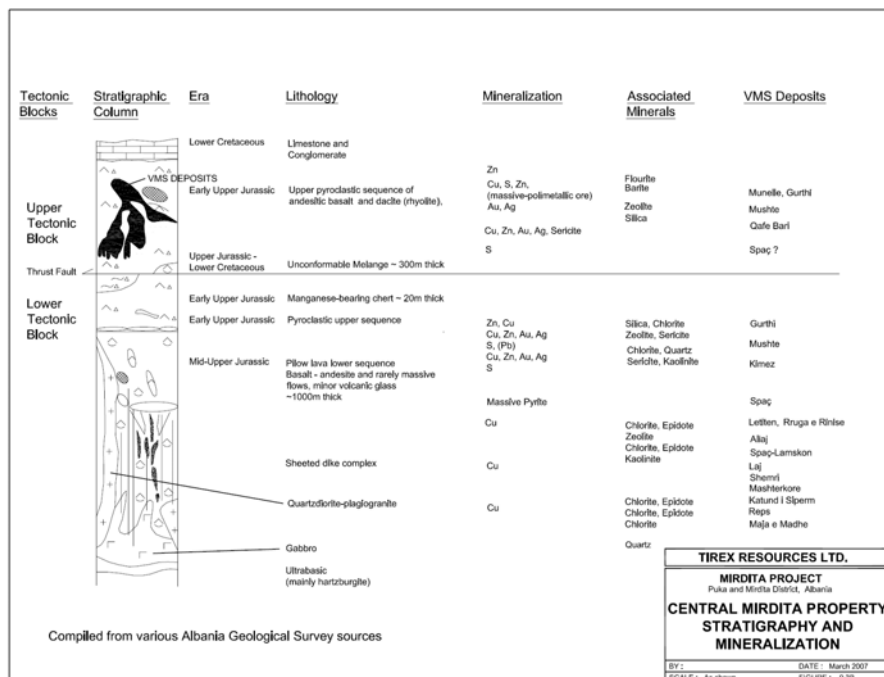 Tectonic Blocks
Stratigraphic Column
Era
Lithology
Mineralization
Associated Minerals
VMS Deposits
Lower Cretaceous
Limestone and
Conglomerate
VMS DEPOSITS
Early Upper Jurassic
Upper pyroclastic sequence of
andesitic basalt and dacite (rhyolite),
Zn
Cu, S, Zn,
(massive-polimetallic ore)
Au, Ag
Cu, Zn, Au, Ag, Sericite
S
Flourite
Barite
Zeolite
Silica
Munelle, Gurthi
Mushte
Qafe Bari
Spaç ?
Upper
Tectonic
Block
Upper Jurassic -
Lower Cretaceous
Unconformable Melange ~ 300m thick
Thrust Fault
Lower
Tectonic
Block
Early Upper Jurassic
Manganese-bearing chert ~ 20m thick
Early Upper Jurassic
Pyroclastic upper sequence
Mid-Upper Jurassic
Pilow lava lower sequence
Basalt - andesite and rarely massive
flows, minor volcanic glass
~1000m thick
Zn, Cu
Cu, Zn, Au, Ag
S, (Pb)
Cu, Zn, Au, Ag
S
Massive Pyrite
Cu
Cu
Cu
Silica, Chlorite
Zeolite, Sericite
Chlorite, Quartz
Sericite, Kaolinite
Chlorite, Epidote
Zeolite
Chlorite, Epidote
Kaolinite
Chlorite, Epidote
Chlorite, Epidote
Chlorite
Quartz
Gurthi
Mushte
Kimez
Spaç
Letiten, Rruga e Rinise
Aliaj
Spaç-Lamskon
Laj
Shemri
Mashterkore
Katund i Siperm
Reps
Maja e Madhe
Sheeted dike complex
Quartzdiorite-plagiogranite
Gabbro
Ultrabasic
(mainly hartzburgite)
Compiled from various Albania Geological Survey sources
TIREX RESOURCES LTD.
MIRDITA PROJECT
Puka and Mirdita District, Albania
CENTRAL MIRDITA PROPERTY
STRATIGRAPHY AND
MINERALIZATION
BY :
DATE : March 2007